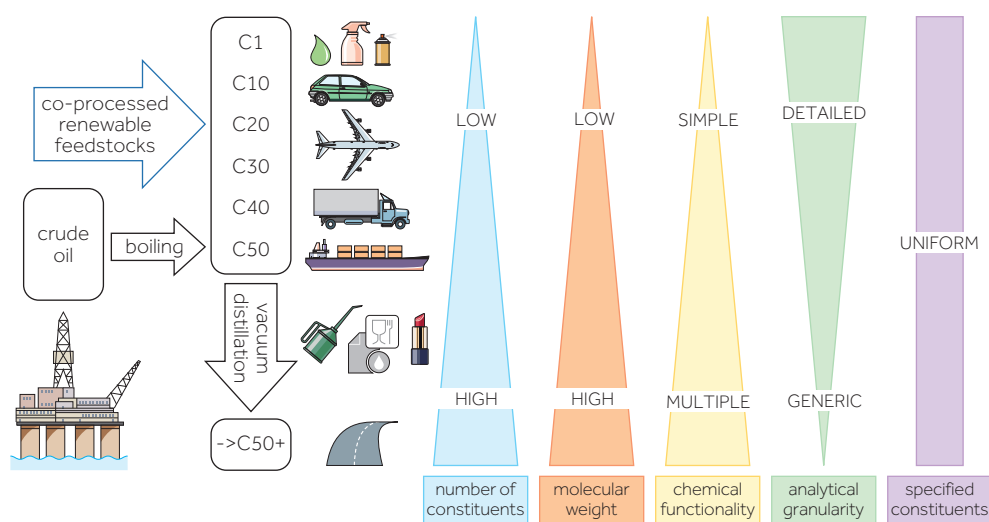 co-processed
renewable
feedstocks
crude
oil
boiling
C1
C10
C20
C30
C40
C50
vacuum
distillation
->C50+
LOW
HIGH
number of
constituents
LOW
HIGH
molecular
weight
SIMPLE
MULTIPLE
chemical
functionality
DETAILED
GENERIC
analytical
granularity
UNIFORM
specified
constituents